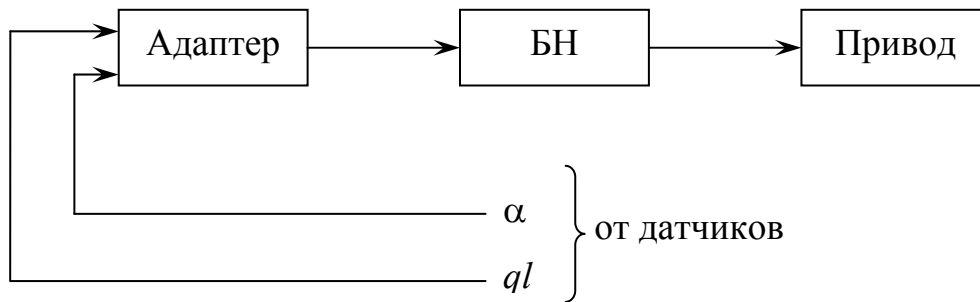 Адаптер
БН
Привод
α
от датчиков
ql